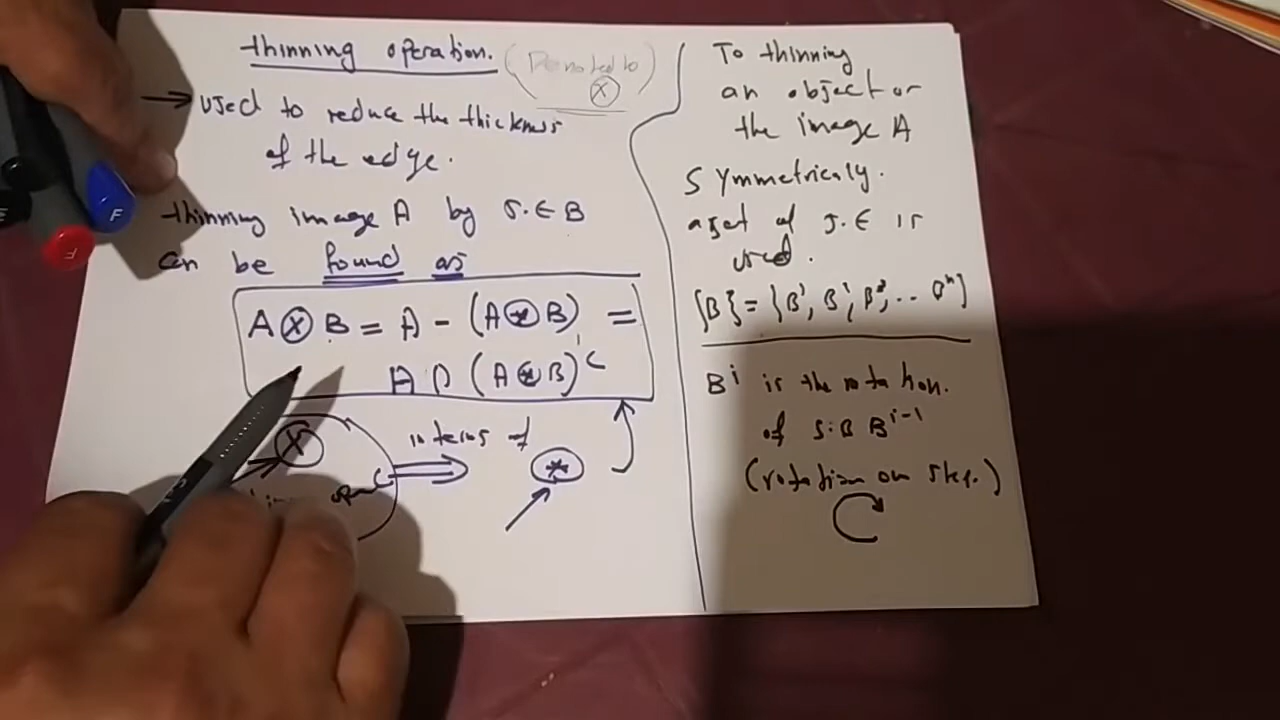 thinning operation. (Denoted to
⊗)
→ used to reduce the thickness
of the edge.
thinning image A by S.E B
can be found as
A ⊗ B = A - (A ⊛ B) =
A ∩ (A ⊛ B)ᶜ
⊗ in terms of ⊛
To thinning
an object or
the image A
Symmetricaly.
a set of S.E is
used.
{B} = {B¹, B¹, B³, .. Bⁿ}
Bⁱ is the rotation.
of S.B Bⁱ⁻¹
(rotation on step.)